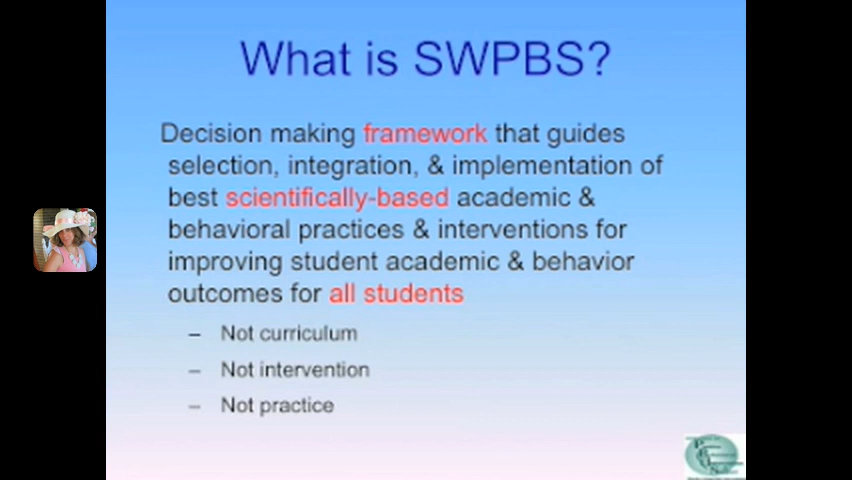 What is SWPBS?
Decision making framework that guides
selection, integration, & implementation of
best scientifically-based academic &
behavioral practices & interventions for
improving student academic & behavior
outcomes for all students
– Not curriculum
– Not intervention
– Not practice